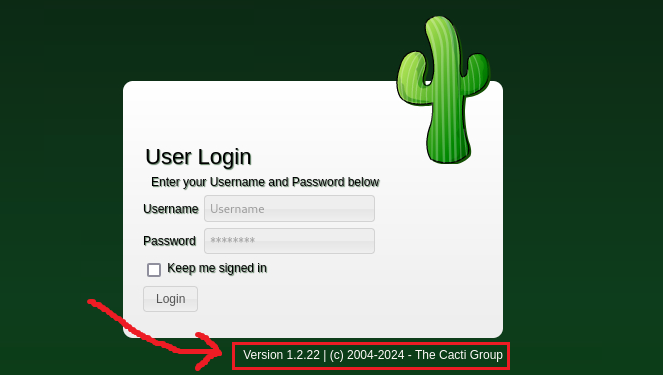 User Login
Enter your Username and Password below
Username Username
Password ********
Keep me signed in
Login
Version 1.2.22 | (c) 2004-2024 - The Cacti Group